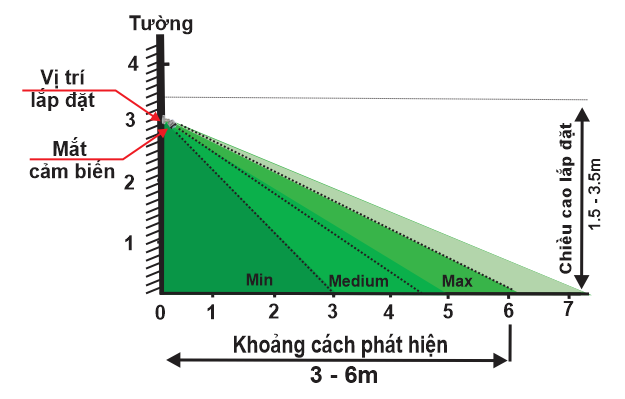 Tường
4
Vị trí
lắp đặt
3
Mắt
cảm biến
2
1
Chiều cao lắp đặt
1.5 - 3.5m
Min
Medium
Max
0 1 2 3 4 5 6 7
Khoảng cách phát hiện
3 - 6m